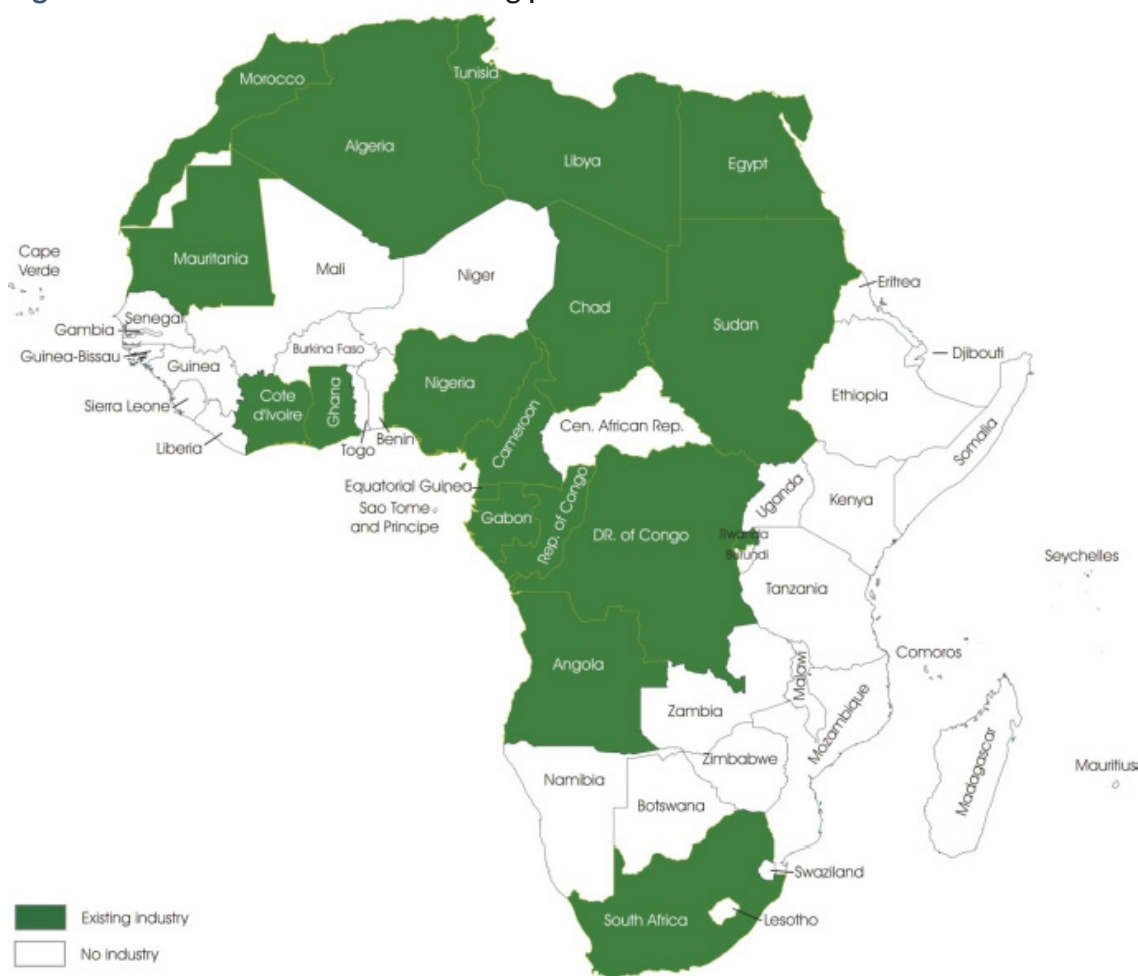 Morocco
Tunisia
Algeria
Libya
Egypt
Mauritania
Mali
Niger
Chad
Sudan
Eritrea
Cape
Verde
Senegal
Gambia
Guinea-Bissau
Guinea
Burkina Faso
Nigeria
Djibouti
Ethiopia
Sierra Leone
Cote
d'Ivoire
Ghana
Liberia
Togo
Benin
Cameroon
Cen. African Rep.
Somalia
Equatorial Guinea
Sao Tome
and Principe
Gabon
Rep. of Congo
DR. of Congo
Uganda
Kenya
Rwanda
Burundi
Tanzania
Seychelles
Comoros
Angola
Zambia
Malawi
Mozambique
Zimbabwe
Madagascar
Mauritius
Namibia
Botswana
Swaziland
South Africa
Lesotho
Existing industry
No industry